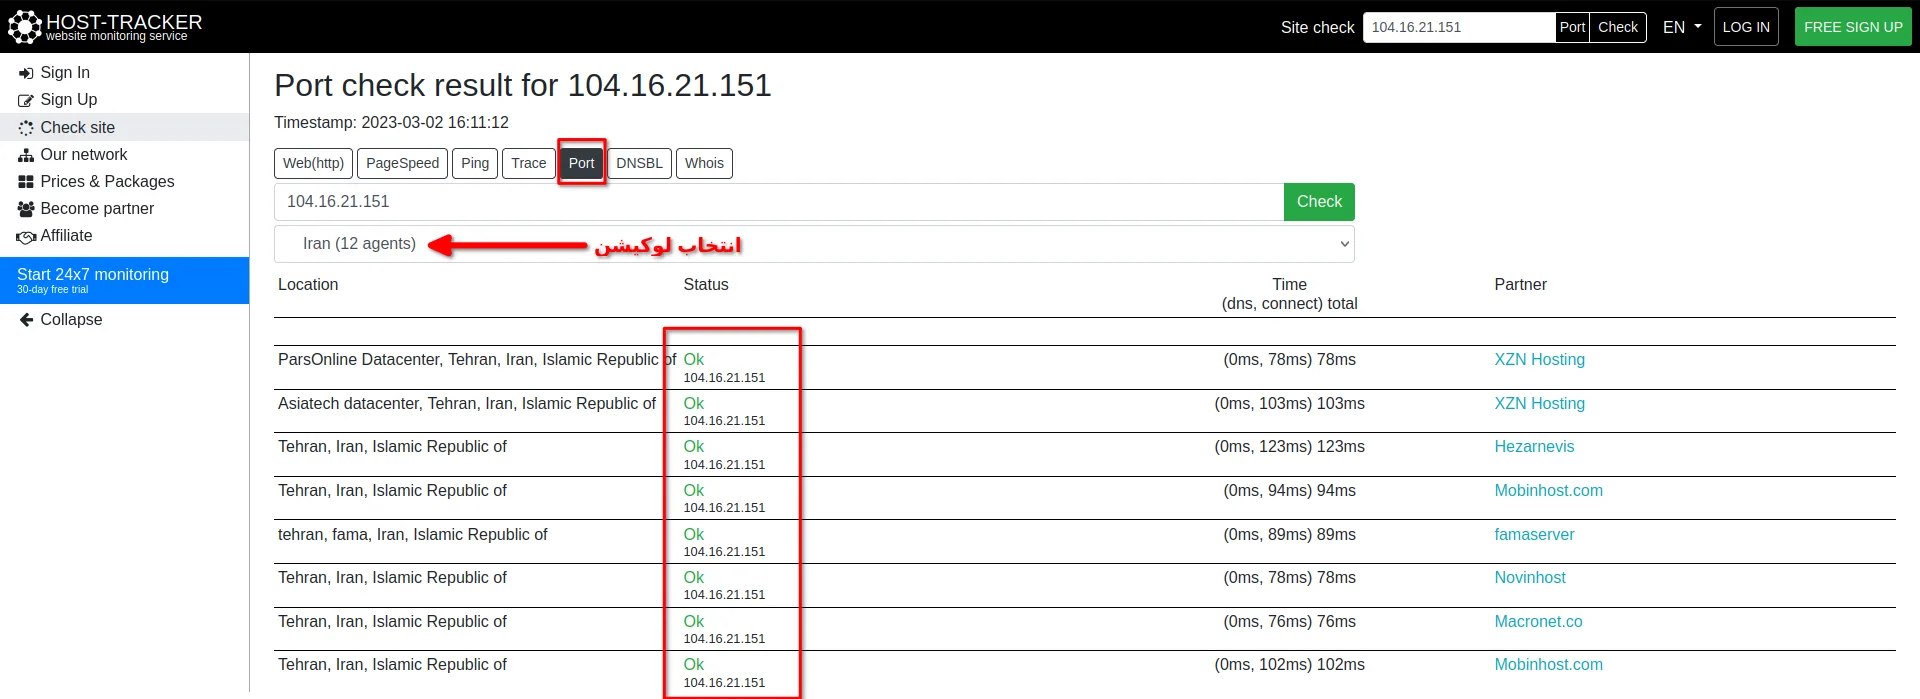 HOST-TRACKER
website monitoring service
Site check 104.16.21.151 Port Check EN LOG IN FREE SIGN UP
Sign In
Sign Up
Check site
Our network
Prices & Packages
Become partner
Affiliate
Start 24x7 monitoring
30-day free trial
Collapse
Port check result for 104.16.21.151
Timestamp: 2023-03-02 16:11:12
Web(http) PageSpeed Ping Trace Port DNSBL Whois
104.16.21.151 Check
Iran (12 agents) انتخاب لوکیشن
Location Status Time Partner
(dns, connect) total
ParsOnline Datacenter, Tehran, Iran, Islamic Republic of Ok (0ms, 78ms) 78ms XZN Hosting
104.16.21.151
Asiatech datacenter, Tehran, Iran, Islamic Republic of Ok (0ms, 103ms) 103ms XZN Hosting
104.16.21.151
Tehran, Iran, Islamic Republic of Ok (0ms, 123ms) 123ms Hezarnevis
104.16.21.151
Tehran, Iran, Islamic Republic of Ok (0ms, 94ms) 94ms Mobinhost.com
104.16.21.151
tehran, fama, Iran, Islamic Republic of Ok (0ms, 89ms) 89ms famaserver
104.16.21.151
Tehran, Iran, Islamic Republic of Ok (0ms, 78ms) 78ms Novinhost
104.16.21.151
Tehran, Iran, Islamic Republic of Ok (0ms, 76ms) 76ms Macronet.co
104.16.21.151
Tehran, Iran, Islamic Republic of Ok (0ms, 102ms) 102ms Mobinhost.com
104.16.21.151